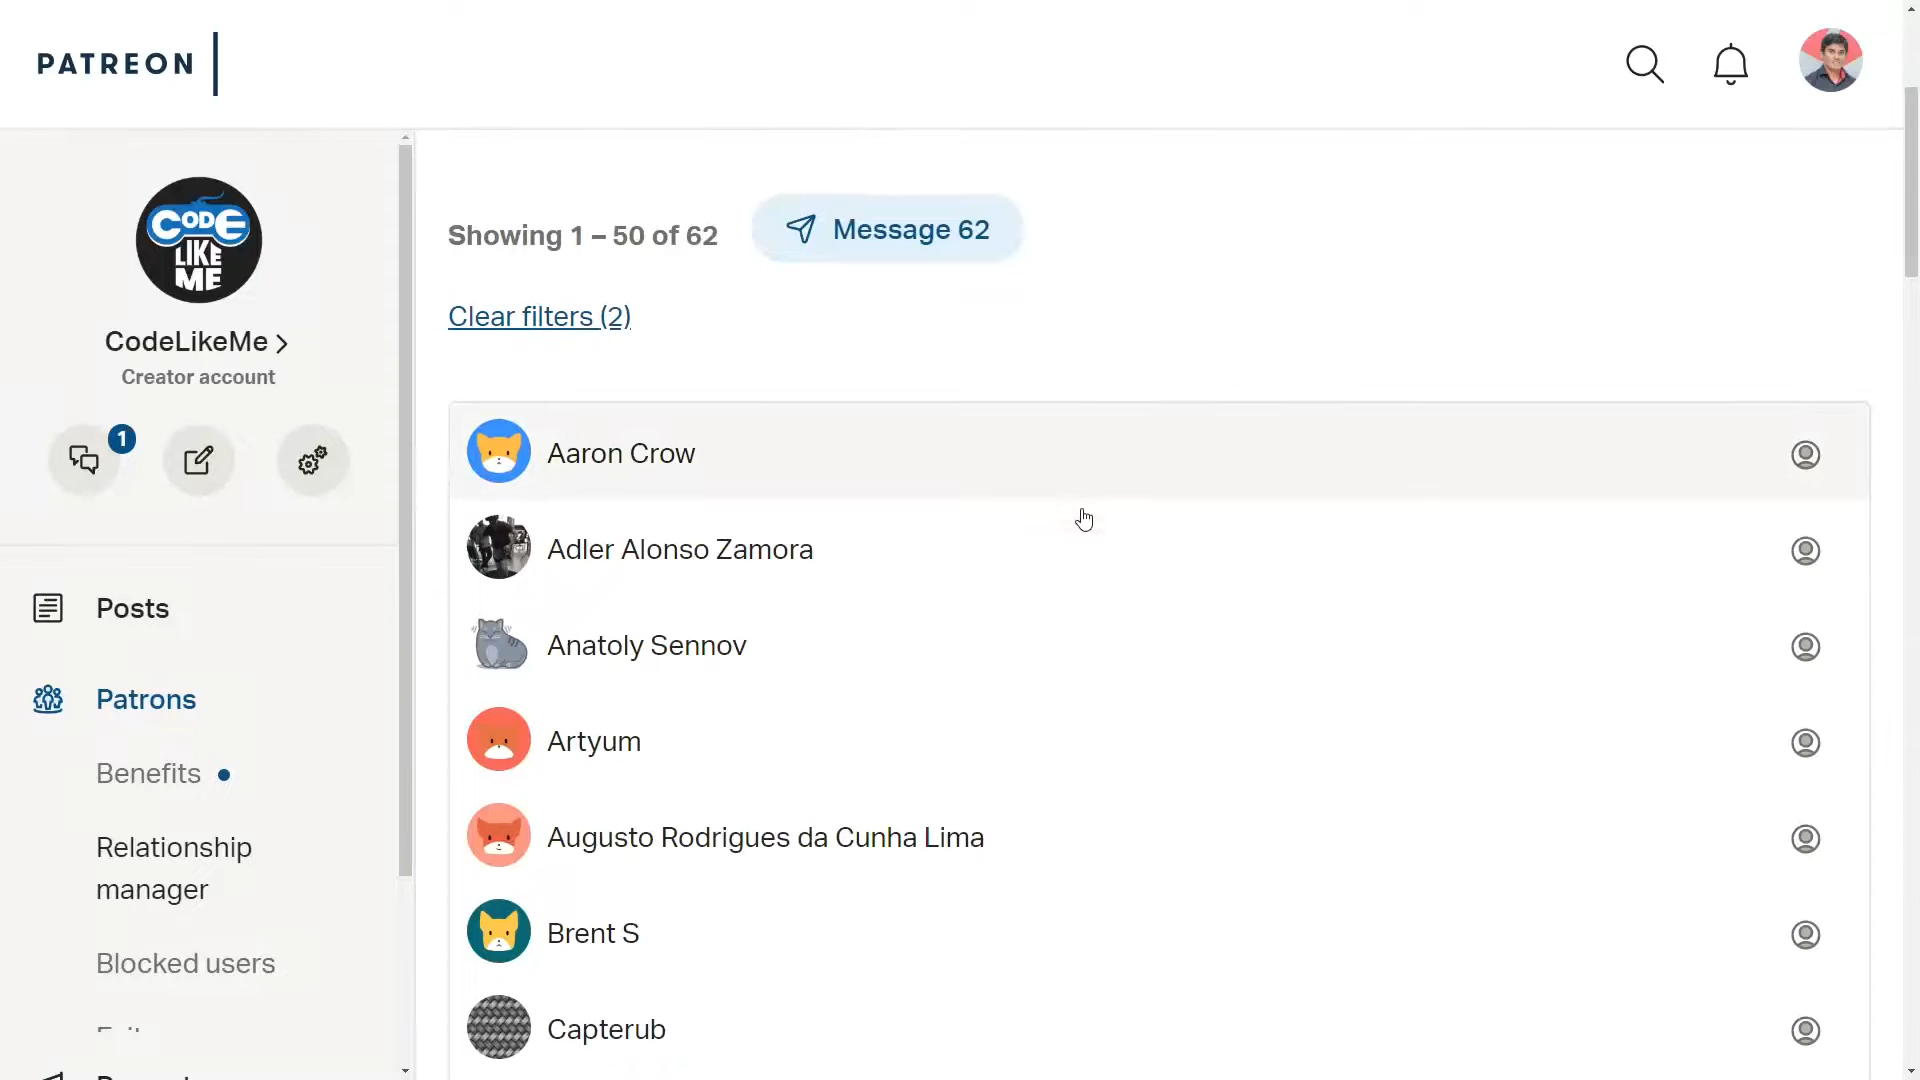 PATREON
CODE
LIKE
ME
CodeLikeMe
Creator account
1
Posts
Patrons
Benefits
Relationship
manager
Blocked users
Showing 1 – 50 of 62
Message 62
Clear filters (2)
Aaron Crow
Adler Alonso Zamora
Anatoly Sennov
Artyum
Augusto Rodrigues da Cunha Lima
Brent S
Capterub